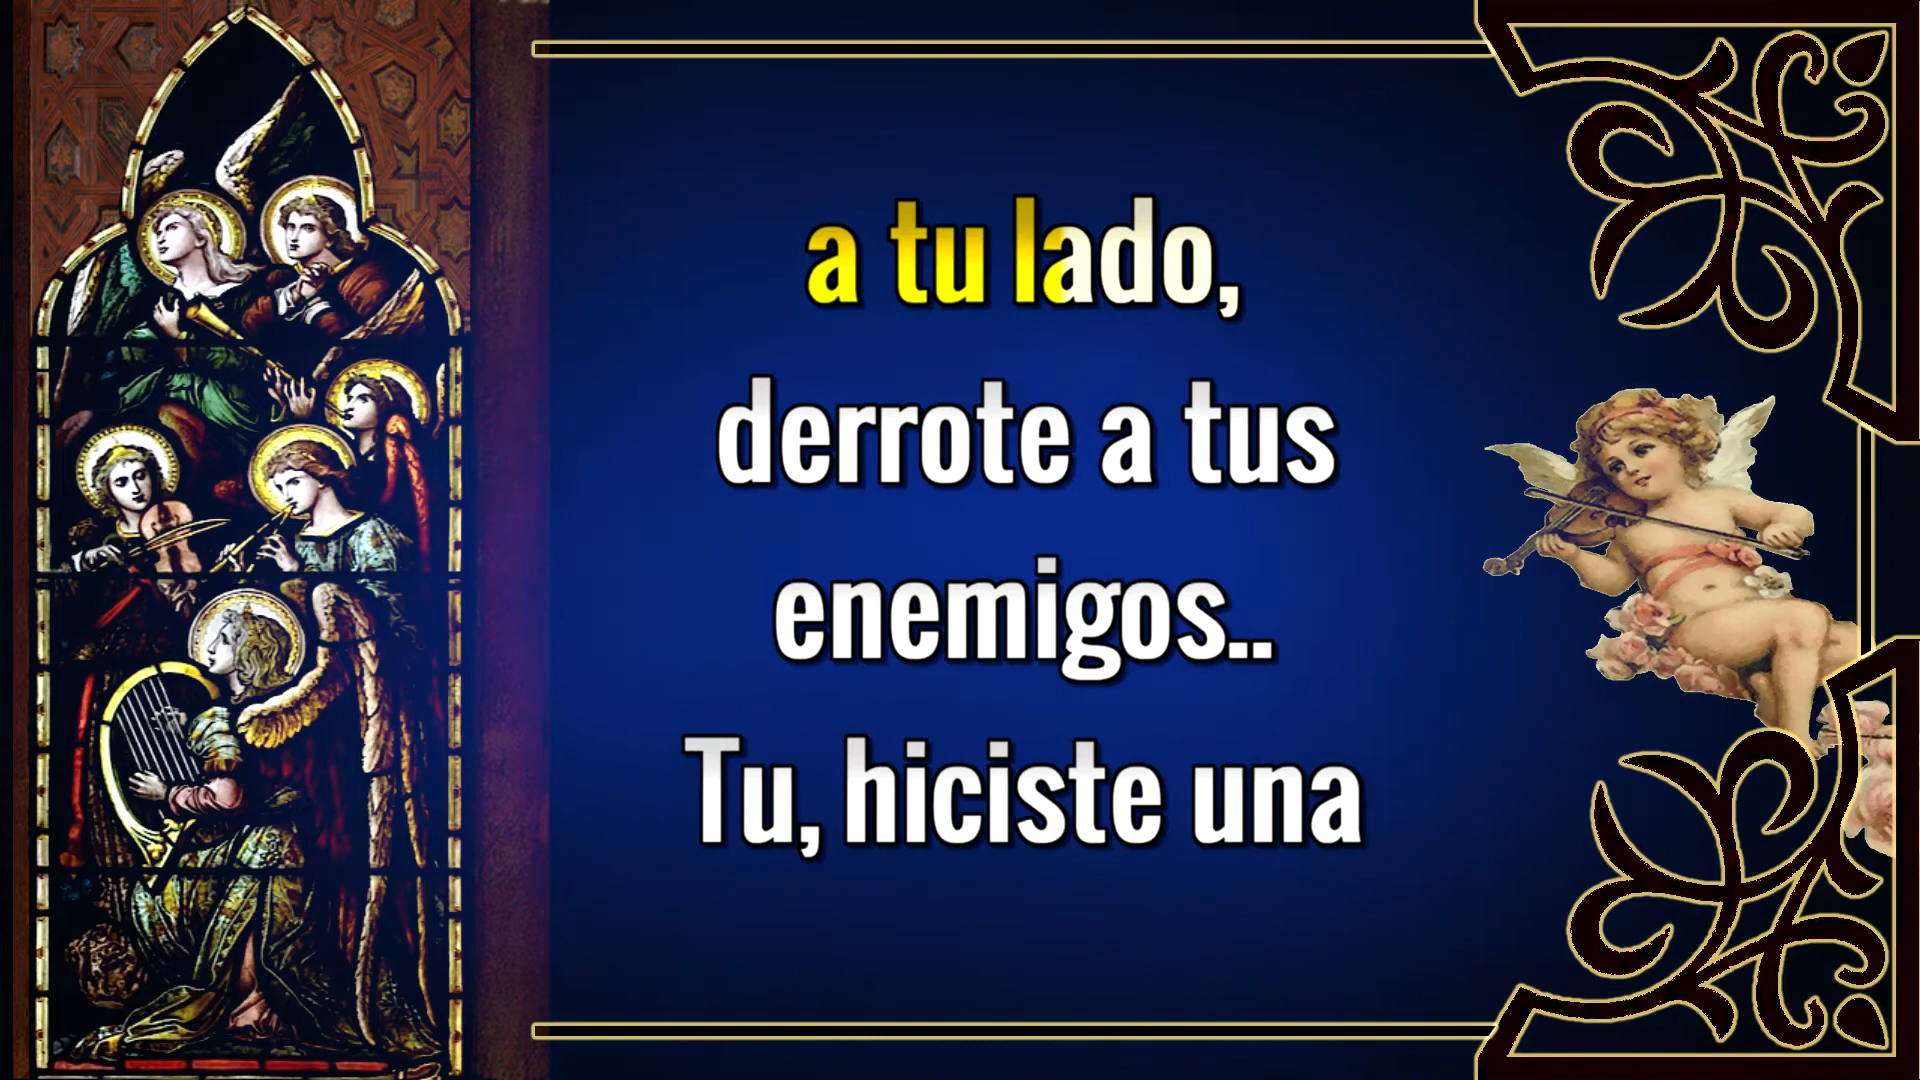 a tu lado,
derrote a tus
enemigos..
Tu, hiciste una